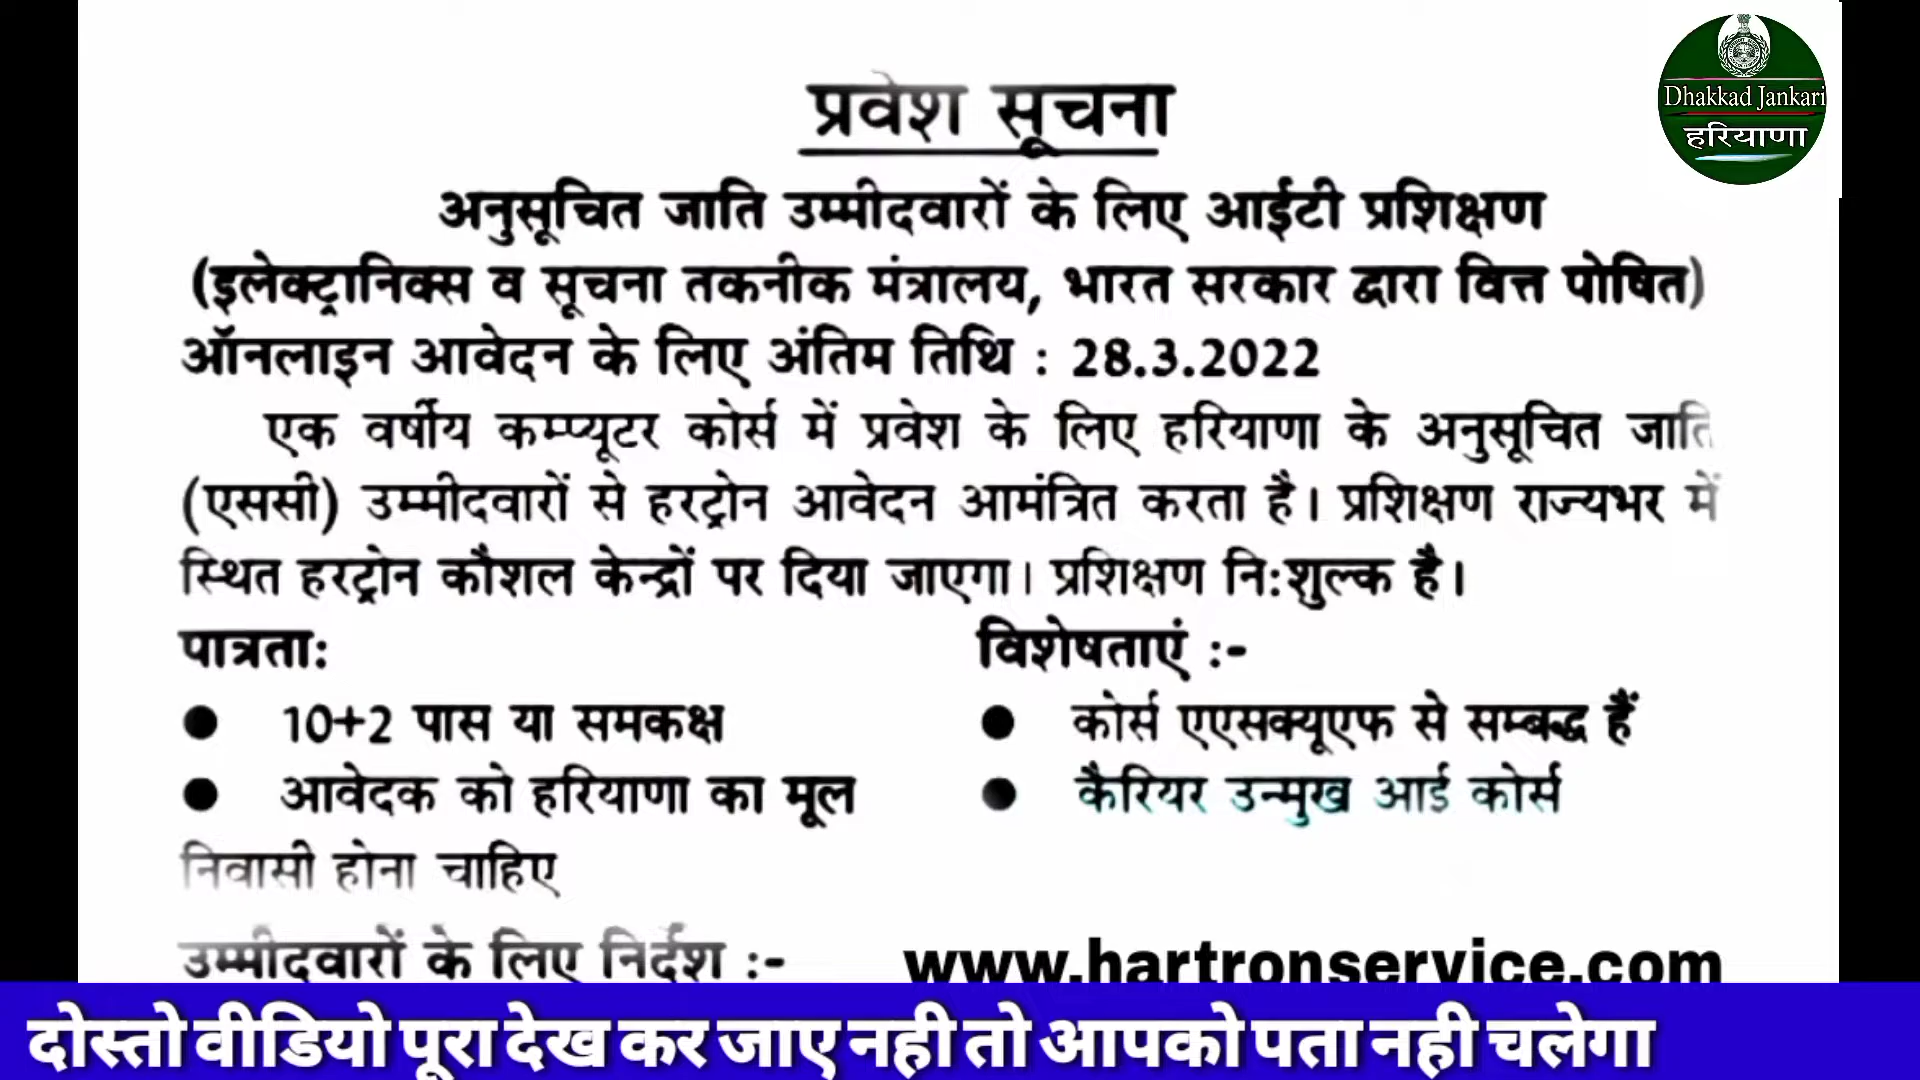 प्रवेश सूचना
अनुसूचित जाति उम्मीदवारों के लिए आईटी प्रशिक्षण
(इलेक्ट्रानिक्स व सूचना तकनीक मंत्रालय, भारत सरकार द्वारा वित्त पोषित)
ऑनलाइन आवेदन के लिए अंतिम तिथि : 28.3.2022
एक वर्षीय कम्प्यूटर कोर्स में प्रवेश के लिए हरियाणा के अनुसूचित जाति
(एससी) उम्मीदवारों से हरट्रोन आवेदन आमंत्रित करता है। प्रशिक्षण राज्यभर में
स्थित हरट्रोन कौशल केन्द्रों पर दिया जाएगा। प्रशिक्षण नि:शुल्क है।
पात्रता:
● 10+2 पास या समकक्ष
● आवेदक को हरियाणा का मूल
निवासी होना चाहिए
विशेषताएं :-
● कोर्स एएसक्यूएफ से सम्बद्ध हैं
● कैरियर उन्मुख आई कोर्स
उम्मीदवारों के लिए निर्देश :-
www.hartronservice.com
Dhakkad Jankari
हरियाणा
दोस्तो वीडियो पूरा देख कर जाए नही तो आपको पता नही चलेगा